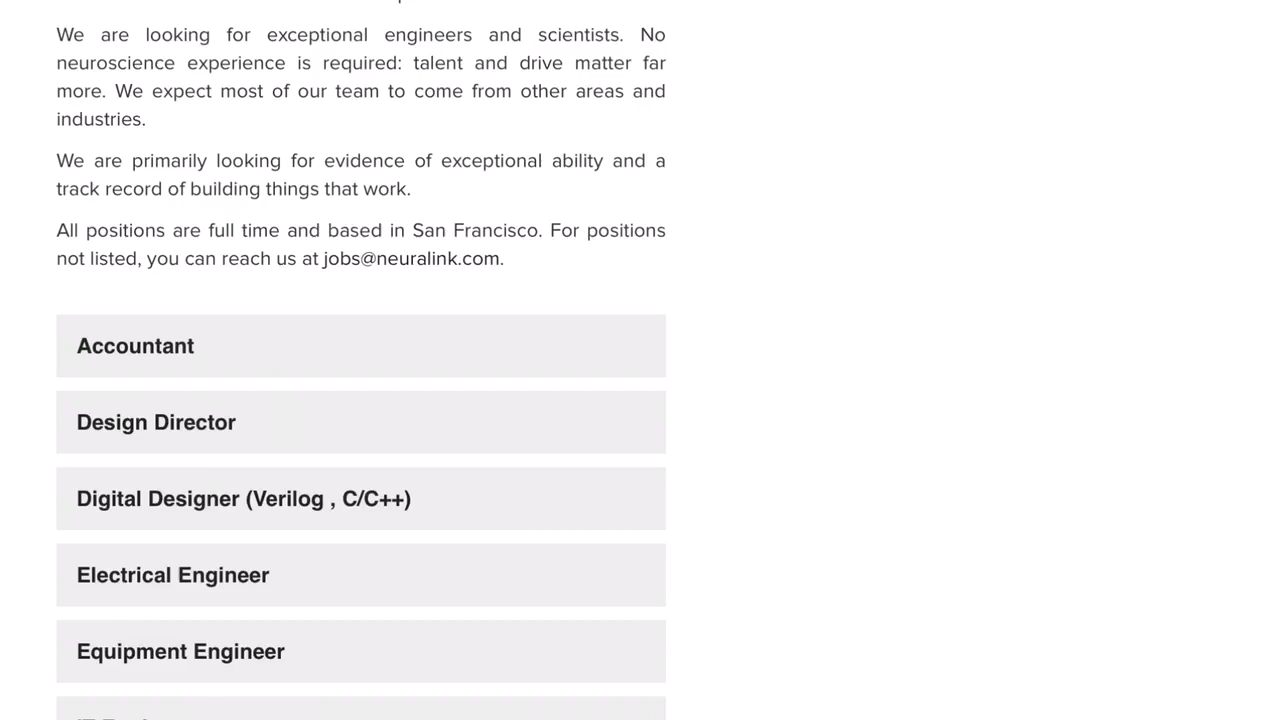 We are looking for exceptional engineers and scientists. No
neuroscience experience is required: talent and drive matter far
more. We expect most of our team to come from other areas and
industries.
We are primarily looking for evidence of exceptional ability and a
track record of building things that work.
All positions are full time and based in San Francisco. For positions
not listed, you can reach us at jobs@neuralink.com.
Accountant
Design Director
Digital Designer (Verilog , C/C++)
Electrical Engineer
Equipment Engineer